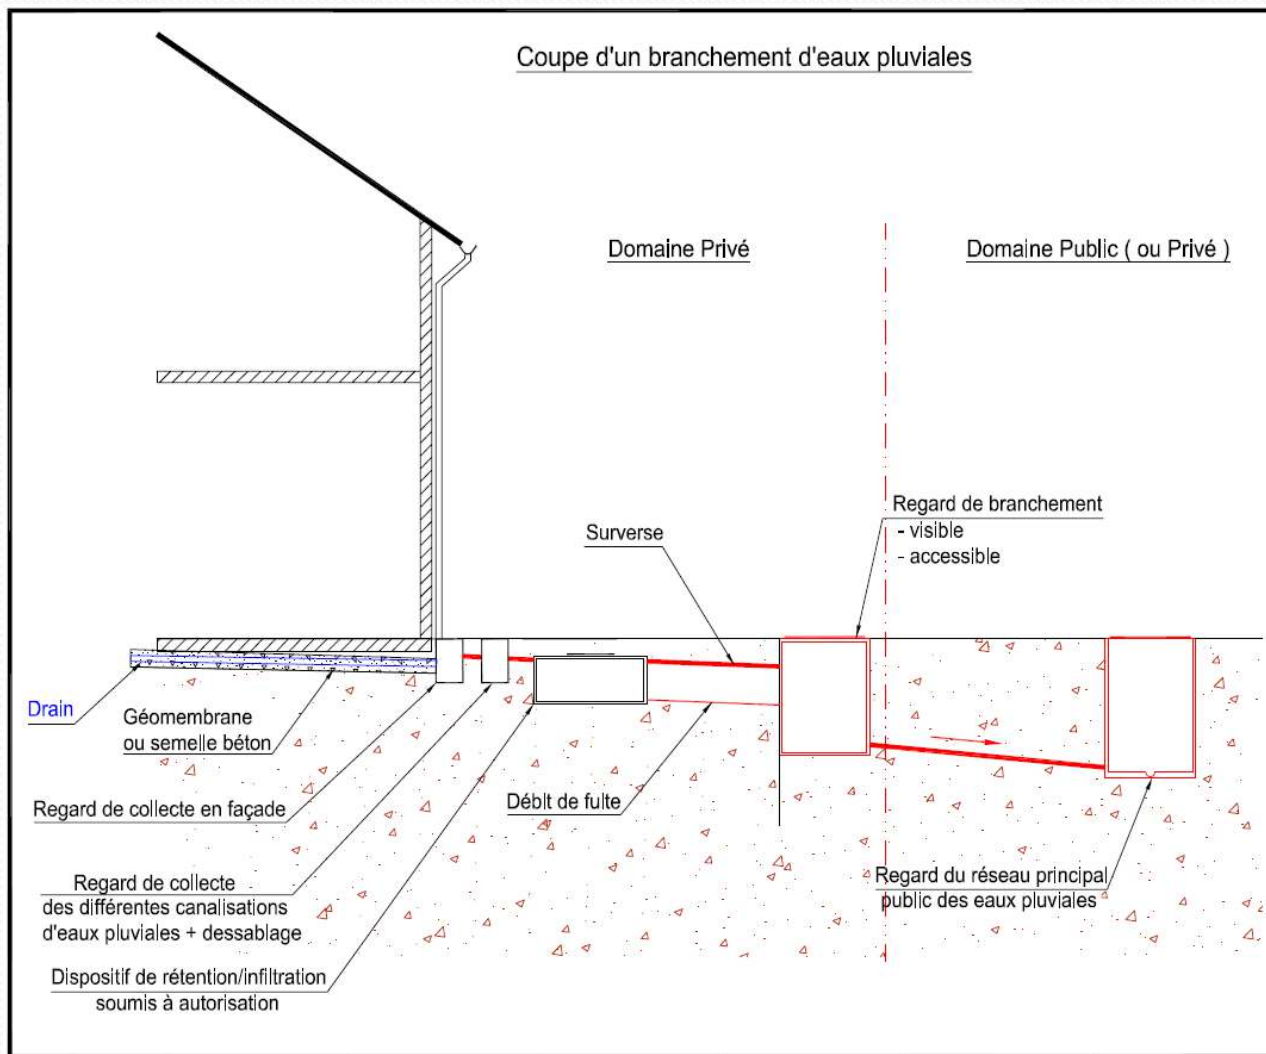 Coupe d'un branchement d'eaux pluviales
Domaine Privé
Domaine Public ( ou Privé )
Regard de branchement
- visible
- accessible
Surverse
Drain
Géomembrane
ou semelle béton
Regard de collecte en façade
Débit de fuite
Regard de collecte
des différentes canalisations
d'eaux pluviales + dessablage
Regard du réseau principal
public des eaux pluviales
Dispositif de rétention/infiltration
soumis à autorisation